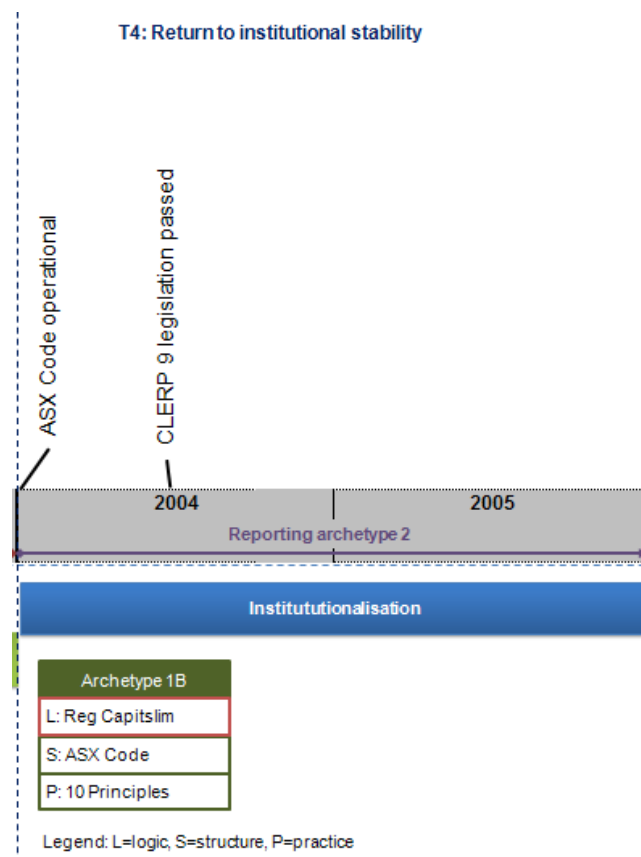 T4: Return to institutional stability
ASX Code operational
CLERP 9 legislation passed
2004
2005
Reporting archetype 2
Institututionalisation
Archetype 1B
L: Reg Capitslim
S: ASX Code
P: 10 Principles
Legend: L=logic, S=structure, P=practice